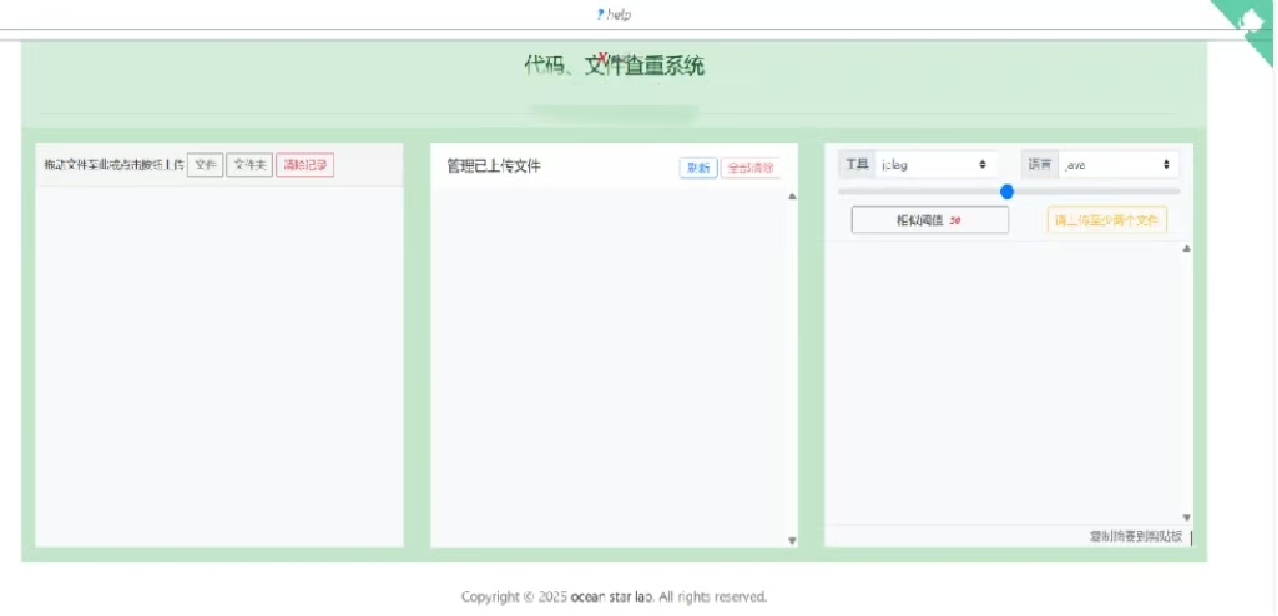 ? help
代码、文件查重系统
拖动文件至此或点击按钮上传 文件 文件夹 清除记录
管理已上传文件 刷新 全部清除
工具 jplag 语言 java
相似阈值 50 请上传至少两个文件
复制摘要到剪贴板
Copyright © 2025 ocean star lab. All rights reserved.